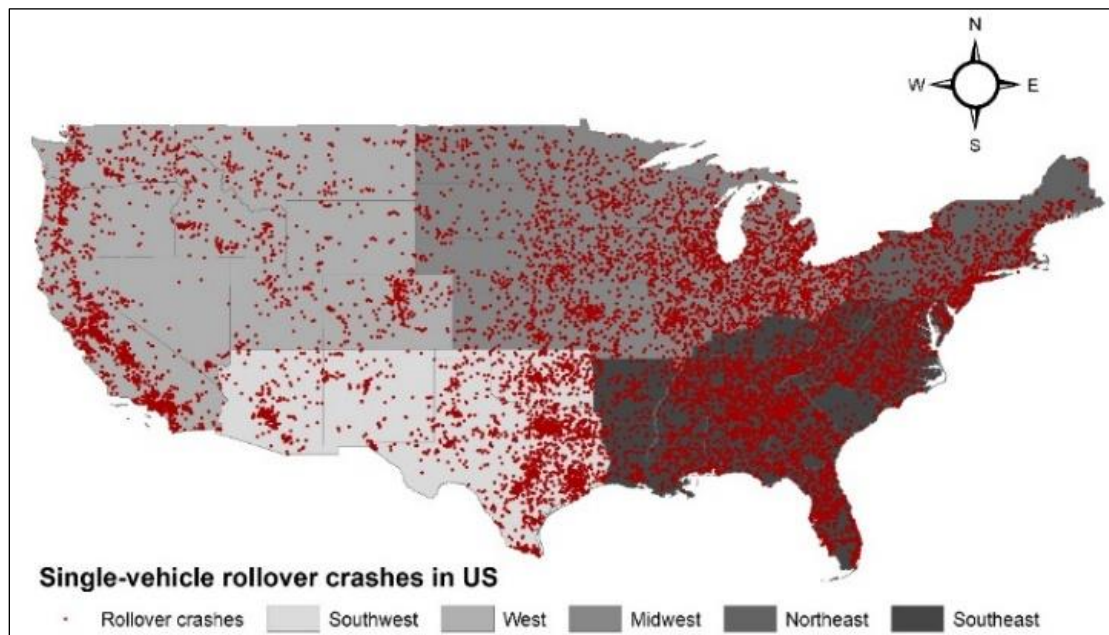 N
W E
S
Single-vehicle rollover crashes in US
Rollover crashes Southwest West Midwest Northeast Southeast